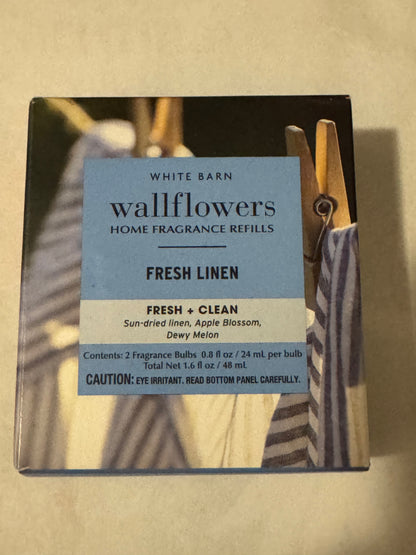 WHITE BARN
wallflowers
HOME FRAGRANCE REFILLS
FRESH LINEN
FRESH + CLEAN
Sun-dried linen, Apple Blossom,
Dewy Melon
Contents: 2 Fragrance Bulbs 0.8 fl oz / 24 mL per bulb
Total Net 1.6 fl oz / 48 mL
CAUTION: EYE IRRITANT. READ BOTTOM PANEL CAREFULLY.